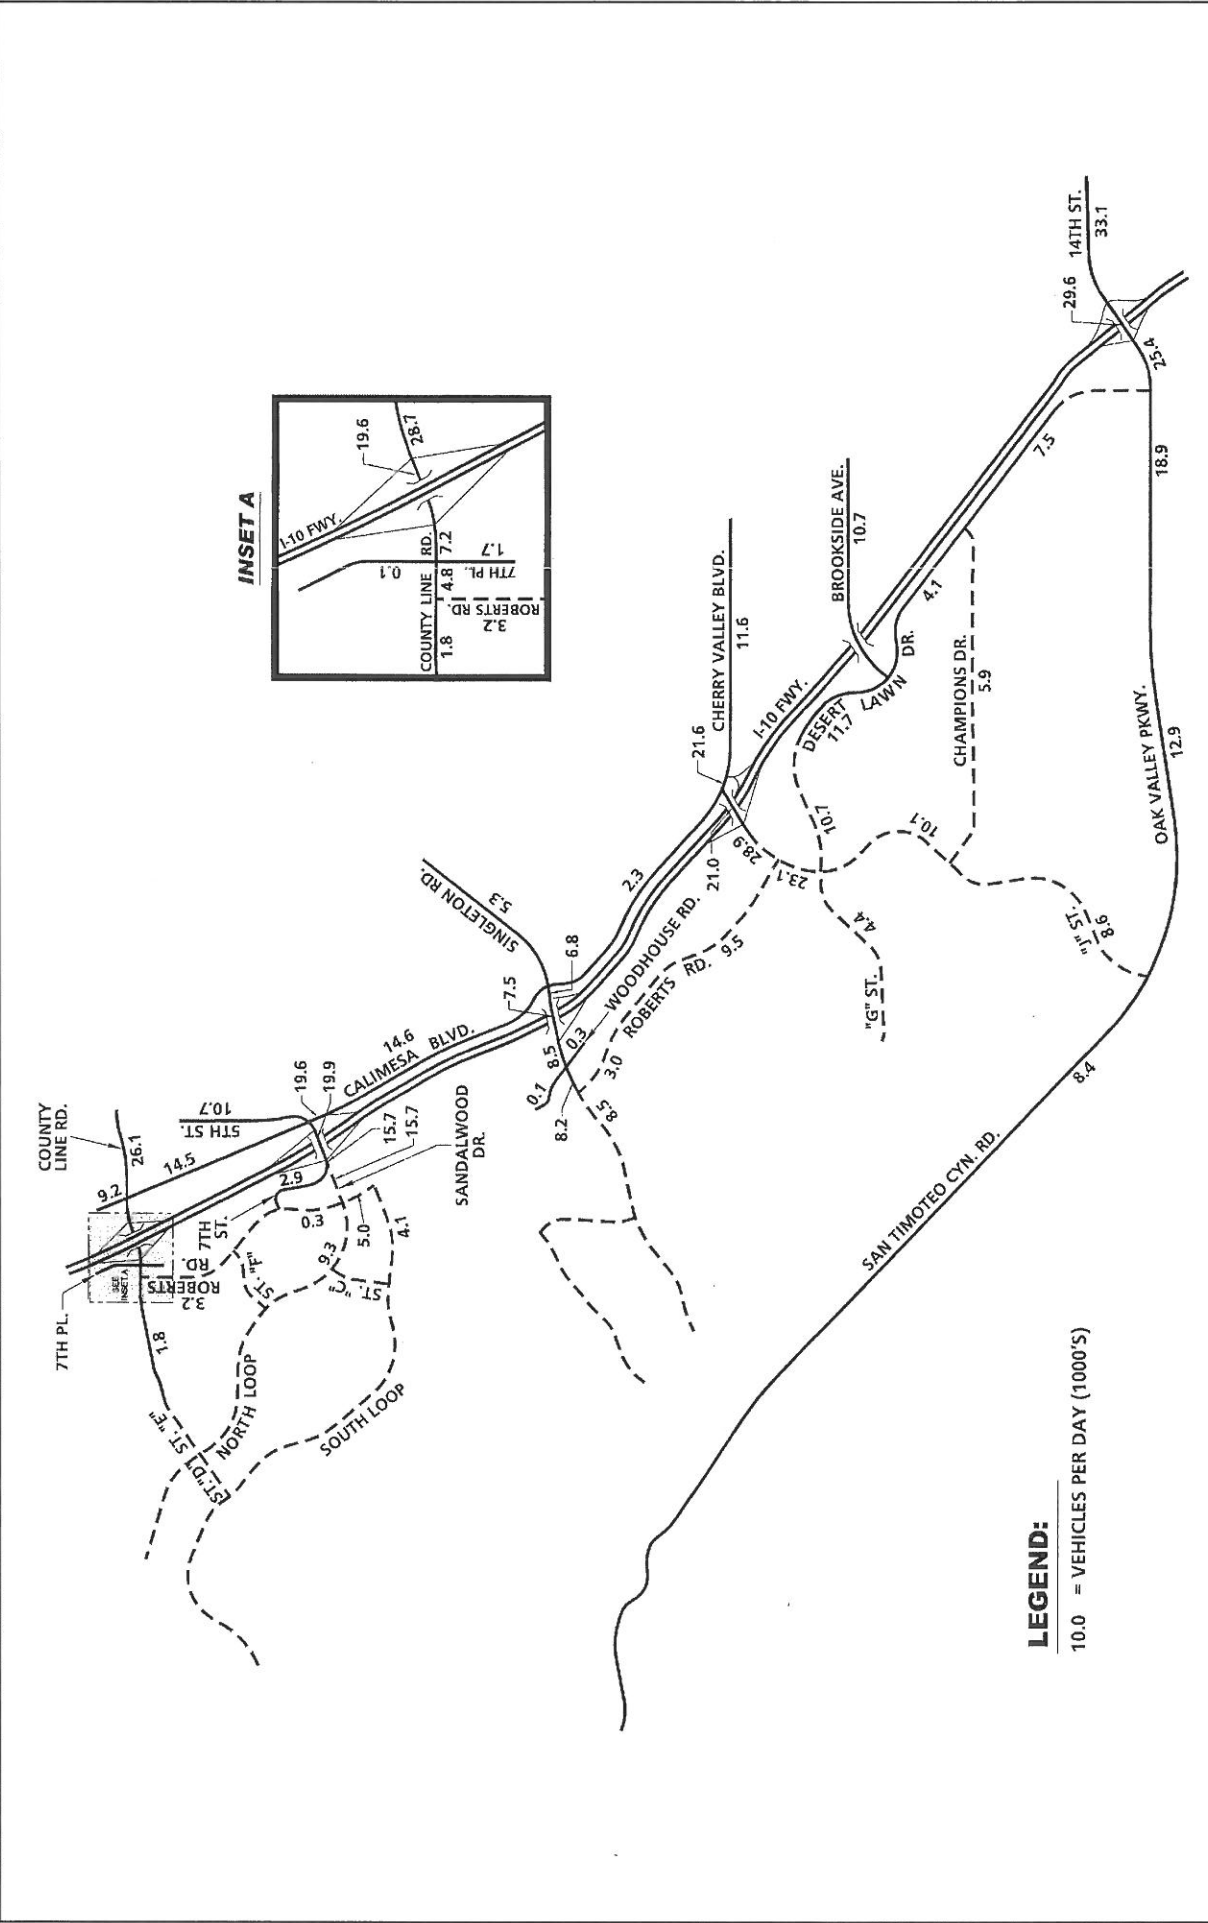 INSET A
I-10 FWY.
19.6
28.7
COUNTY LINE RD.
7.2
4.8
1.8
0.1
7TH PL.
1.7
ROBERTS RD.
3.2
COUNTY
LINE RD.
26.1
9.2
14.5
5TH ST.
10.7
7TH PL.
SEE
INSET A
ROBERTS RD.
3.2
1.8
7TH
ST.
2.9
19.6
19.9
CALIMESA BLVD.
14.6
15.7
15.7
SANDALWOOD
DR.
0.3
5.0
4.1
9.3
ST. "F"
ST. "C"
ST. "E"
ST. "D"
NORTH LOOP
SOUTH LOOP
SINGLETON RD.
5.3
7.5
6.8
8.5
0.3
0.1
8.2
8.5
3.0
WOODHOUSE RD.
ROBERTS RD.
9.5
2.3
21.6
21.0
CHERRY VALLEY BLVD.
11.6
28.9
23.1
I-10 FWY.
BROOKSIDE AVE.
10.7
DESERT LAWN DR.
11.7
10.7
4.4
"G" ST.
4.1
CHAMPIONS DR.
5.9
10.1
"J" ST.
8.6
7.5
29.6
14TH ST.
33.1
25.4
18.9
OAK VALLEY PKWY.
12.9
8.4
SAN TIMOTEO CYN. RD.
LEGEND:
10.0 = VEHICLES PER DAY (1000'S)